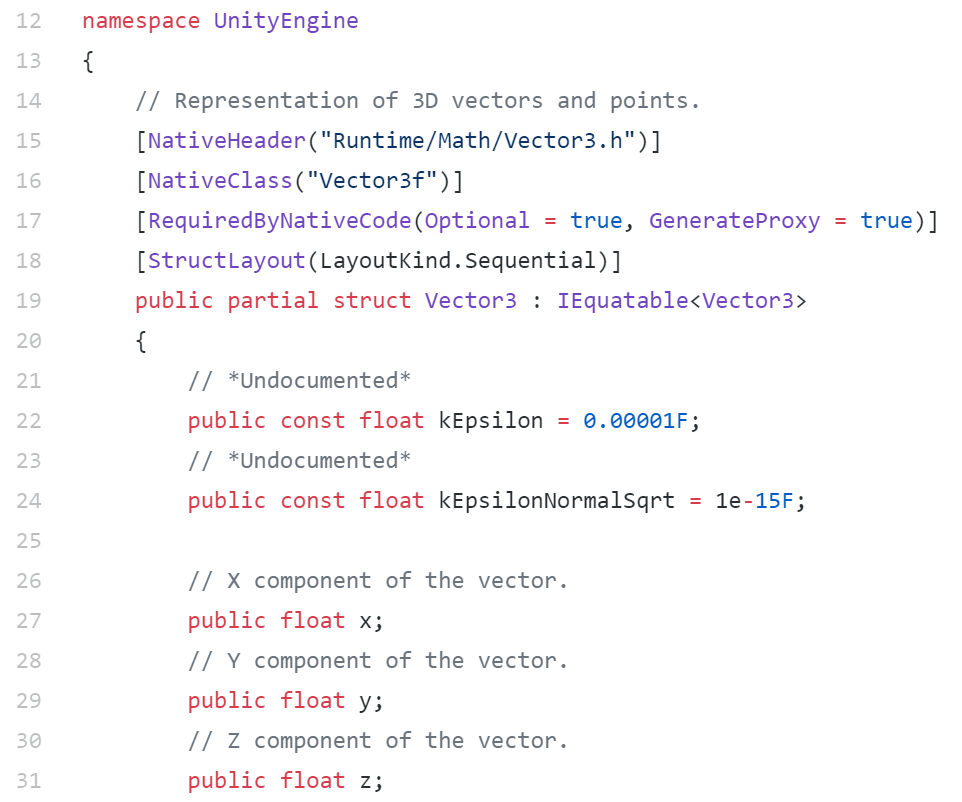 12 namespace UnityEngine
13 {
14 // Representation of 3D vectors and points.
15 [NativeHeader("Runtime/Math/Vector3.h")]
16 [NativeClass("Vector3f")]
17 [RequiredByNativeCode(Optional = true, GenerateProxy = true)]
18 [StructLayout(LayoutKind.Sequential)]
19 public partial struct Vector3 : IEquatable<Vector3>
20 {
21 // *Undocumented*
22 public const float kEpsilon = 0.00001F;
23 // *Undocumented*
24 public const float kEpsilonNormalSqrt = 1e-15F;
25
26 // X component of the vector.
27 public float x;
28 // Y component of the vector.
29 public float y;
30 // Z component of the vector.
31 public float z;